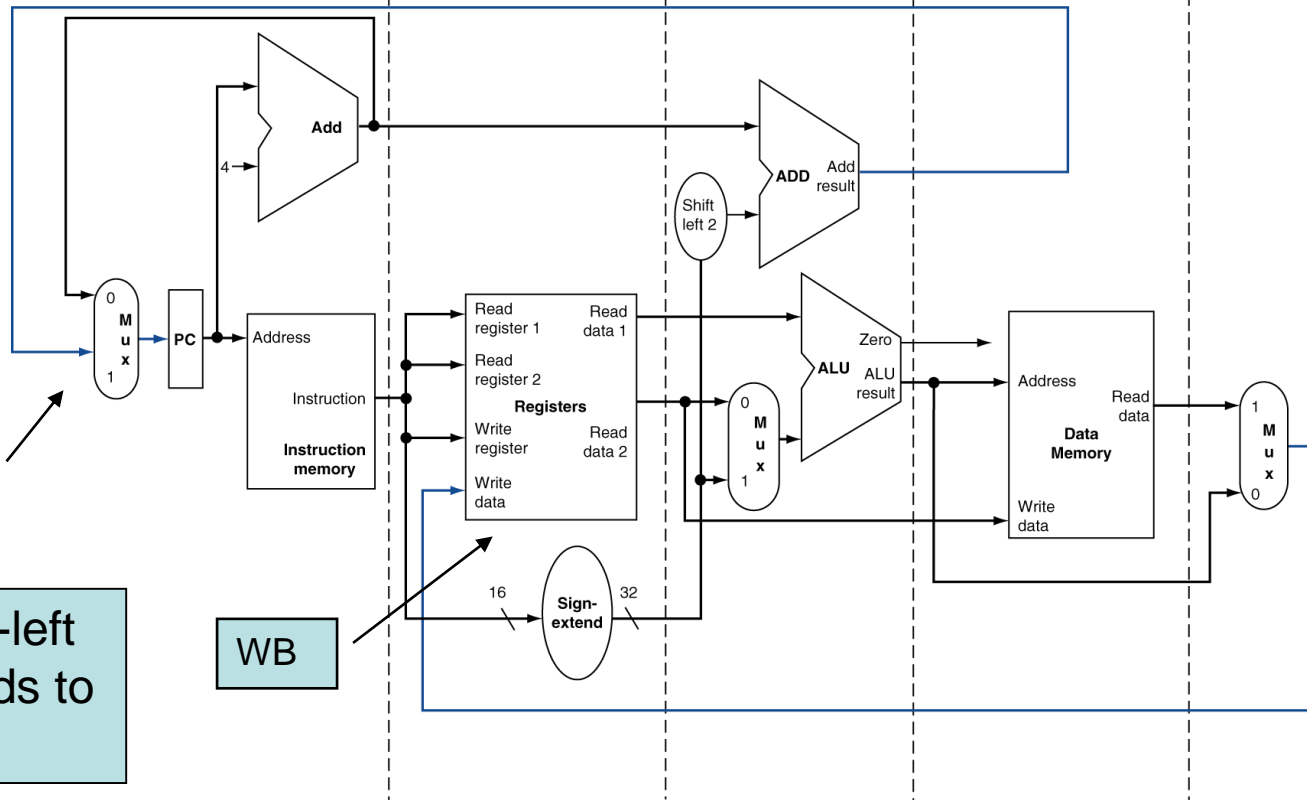 Add
4
Add
ADD
result
Shift
left 2
0
M
u
x
1
PC
Address
Instruction
Instruction
memory
Read
register 1
Read
data 1
Read
register 2
Registers
Write
register
Read
data 2
Write
data
0
M
u
x
1
Zero
ALU
ALU
result
Address
Read
data
Data
Memory
Write
data
1
M
u
x
0
16
Sign-
extend
32
-left
ds to
WB